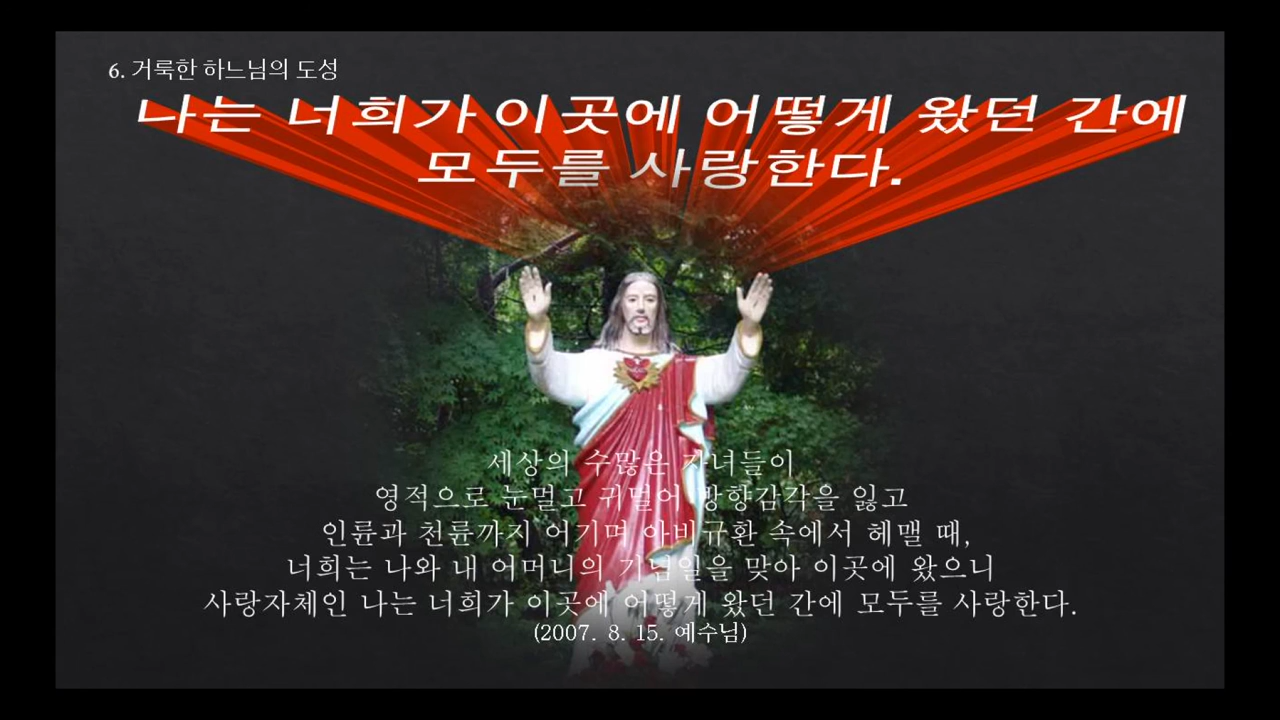 6. 거룩한 하느님의 도성
나는 너희가 이곳에 어떻게 왔던 간에
모두를 사랑한다.
세상의 수많은 자녀들이
영적으로 눈멀고 귀멀어 방향감각을 잃고
인륜과 천륜까지 어기며 아비규환 속에서 헤맬 때,
너희는 나와 내 어머니의 기념일을 맞아 이곳에 왔으니
사랑자체인 나는 너희가 이곳에 어떻게 왔던 간에 모두를 사랑한다.
(2007. 8. 15. 예수님)